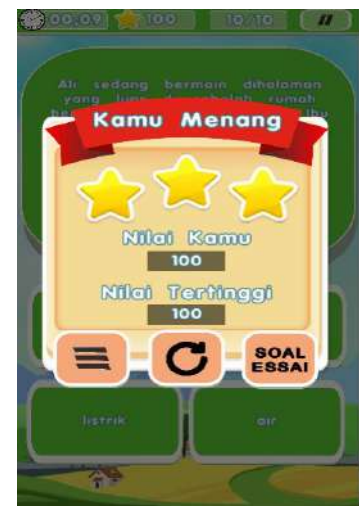 00.09 100 10/10
Ali sedang bermain dihalaman
yang rumah
Kamu Menang
Nilai Kamu
100
Nilai Tertinggi
100
SOAL
ESSAI
listrik air